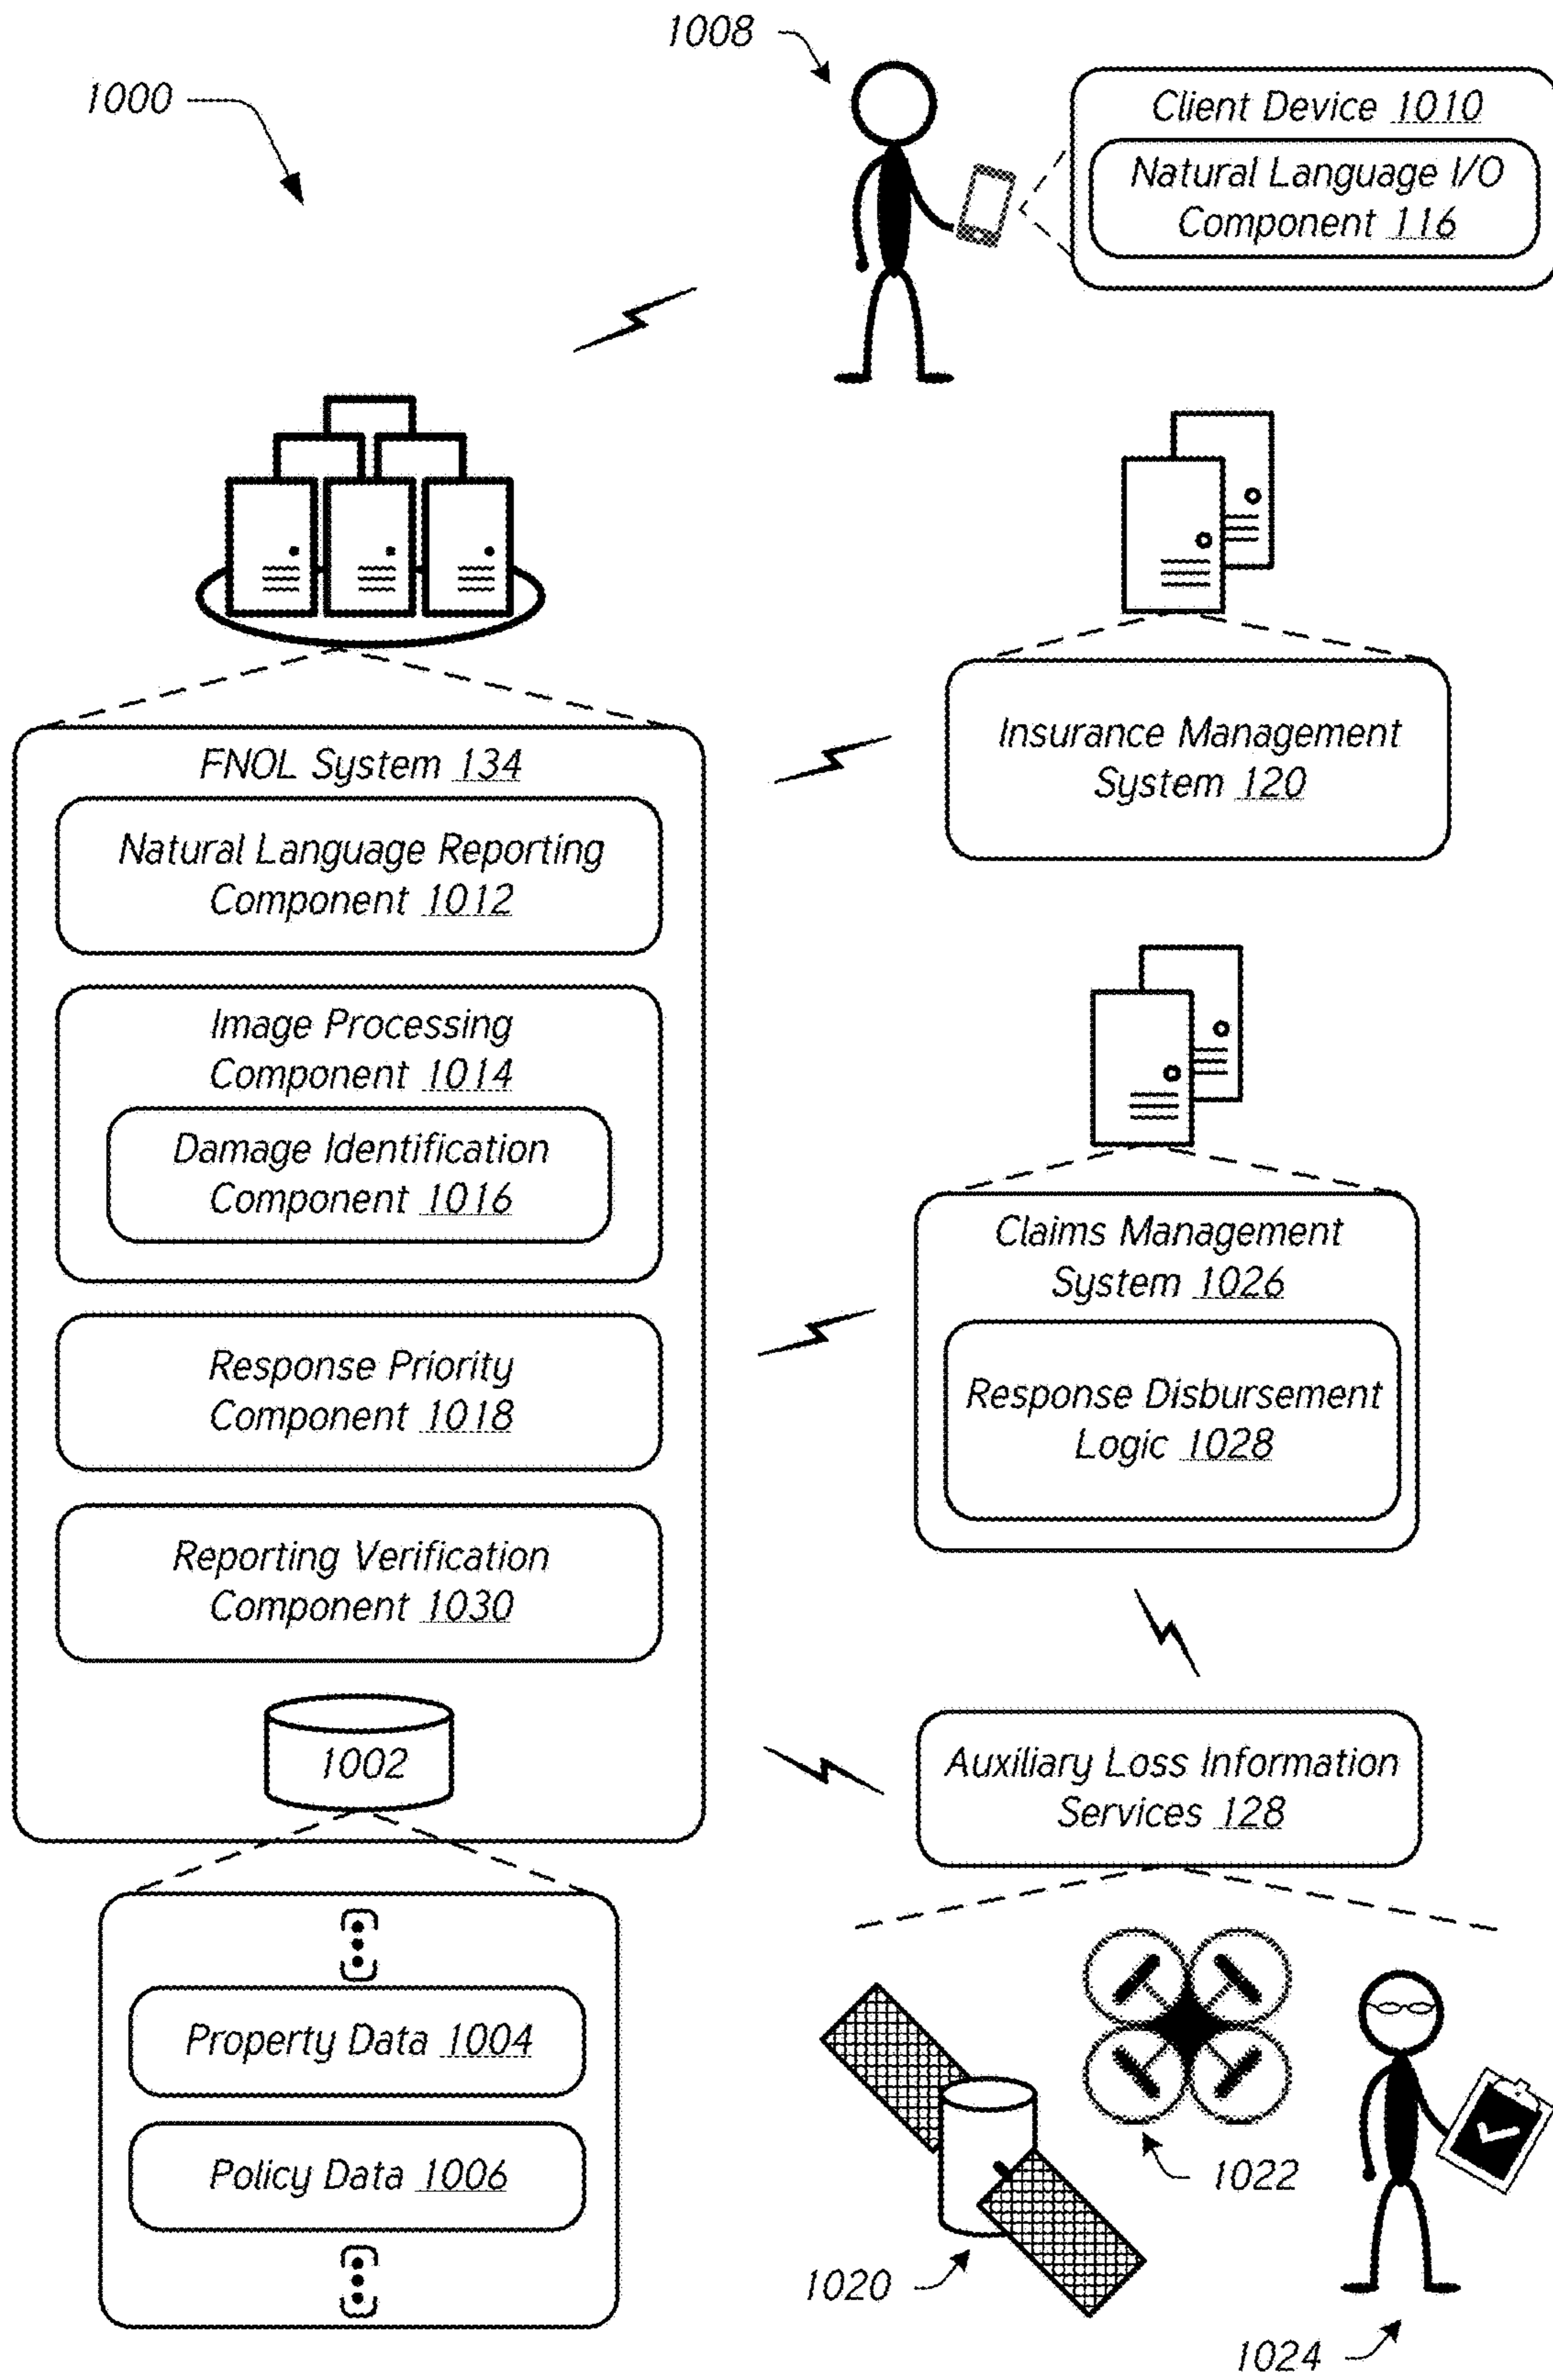 1008
1000
Client Device 1010
Natural Language I/O
Component 116
FNOL System 134
Natural Language Reporting
Component 1012
Image Processing
Component 1014
Damage Identification
Component 1016
Response Priority
Component 1018
Reporting Verification
Component 1030
1002
Property Data 1004
Policy Data 1006
Insurance Management
System 120
Claims Management
System 1026
Response Disbursement
Logic 1028
Auxiliary Loss Information
Services 128
1022
1020
1024